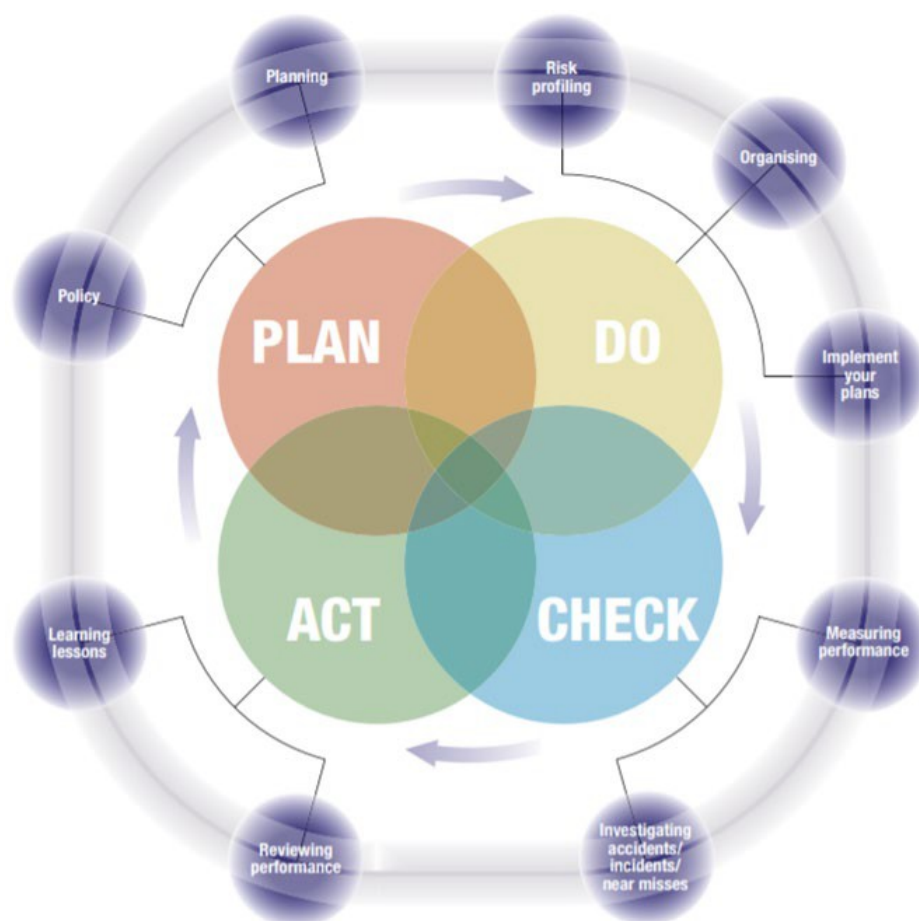 Planning
Risk
profiling
Organising
Policy
PLAN
DO
Implement
your
plans
ACT
CHECK
Learning
lessons
Measuring
performance
Reviewing
performance
Investigating
accidents/
incidents/
near misses